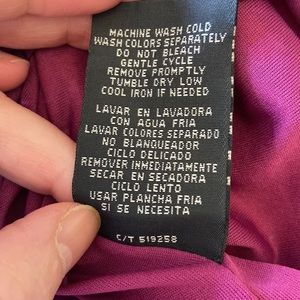 MACHINE WASH COLD
WASH COLORS SEPARATELY
DO NOT BLEACH
GENTLE CYCLE
REMOVE PROMPTLY
TUMBLE DRY LOW
COOL IRON IF NEEDED
LAVAR EN LAVADORA
CON AGUA FRIA
LAVAR COLORES SEPARADO
NO BLANQUEADOR
CICLO DELICADO
REMOVER INMEDIATAMENTE
SECAR EN SECADORA
CICLO LENTO
USAR PLANCHA FRIA
SI SE NECESITA
C/T 519258